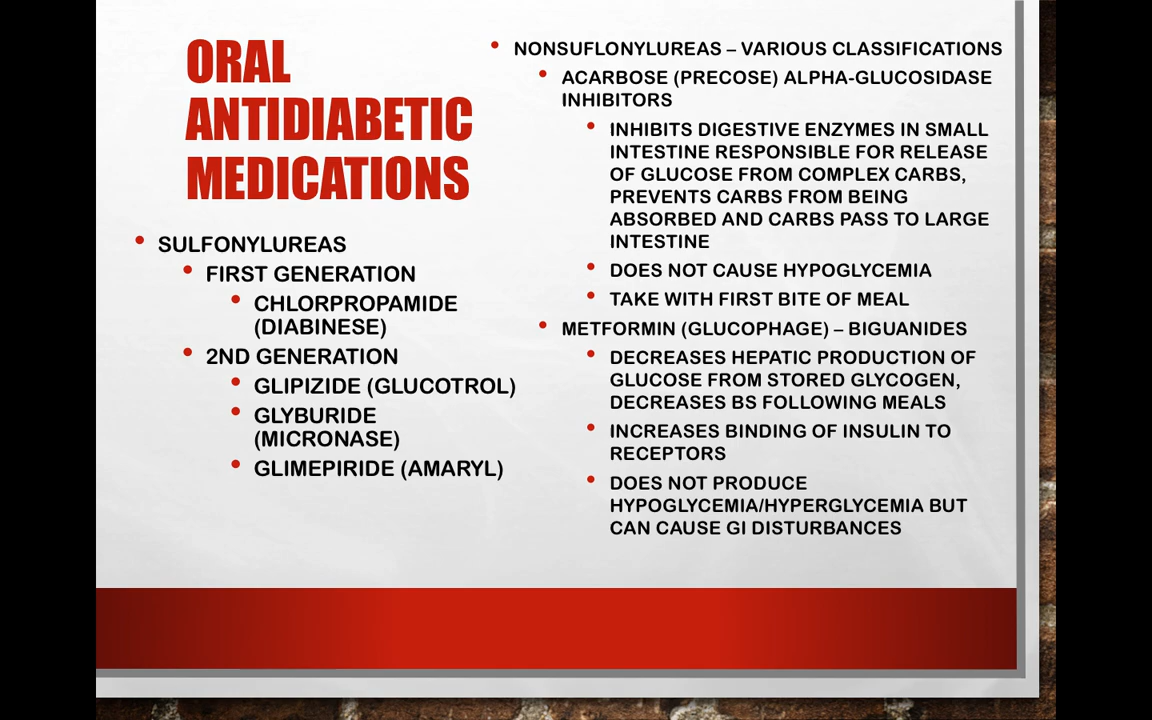 ORAL
ANTIDIABETIC
MEDICATIONS
• SULFONYLUREAS
• FIRST GENERATION
• CHLORPROPAMIDE
(DIABINESE)
• 2ND GENERATION
• GLIPIZIDE (GLUCOTROL)
• GLYBURIDE
(MICRONASE)
• GLIMEPIRIDE (AMARYL)
• NONSUFLONYLUREAS – VARIOUS CLASSIFICATIONS
• ACARBOSE (PRECOSE) ALPHA-GLUCOSIDASE
INHIBITORS
• INHIBITS DIGESTIVE ENZYMES IN SMALL
INTESTINE RESPONSIBLE FOR RELEASE
OF GLUCOSE FROM COMPLEX CARBS,
PREVENTS CARBS FROM BEING
ABSORBED AND CARBS PASS TO LARGE
INTESTINE
• DOES NOT CAUSE HYPOGLYCEMIA
• TAKE WITH FIRST BITE OF MEAL
• METFORMIN (GLUCOPHAGE) – BIGUANIDES
• DECREASES HEPATIC PRODUCTION OF
GLUCOSE FROM STORED GLYCOGEN,
DECREASES BS FOLLOWING MEALS
• INCREASES BINDING OF INSULIN TO
RECEPTORS
• DOES NOT PRODUCE
HYPOGLYCEMIA/HYPERGLYCEMIA BUT
CAN CAUSE GI DISTURBANCES